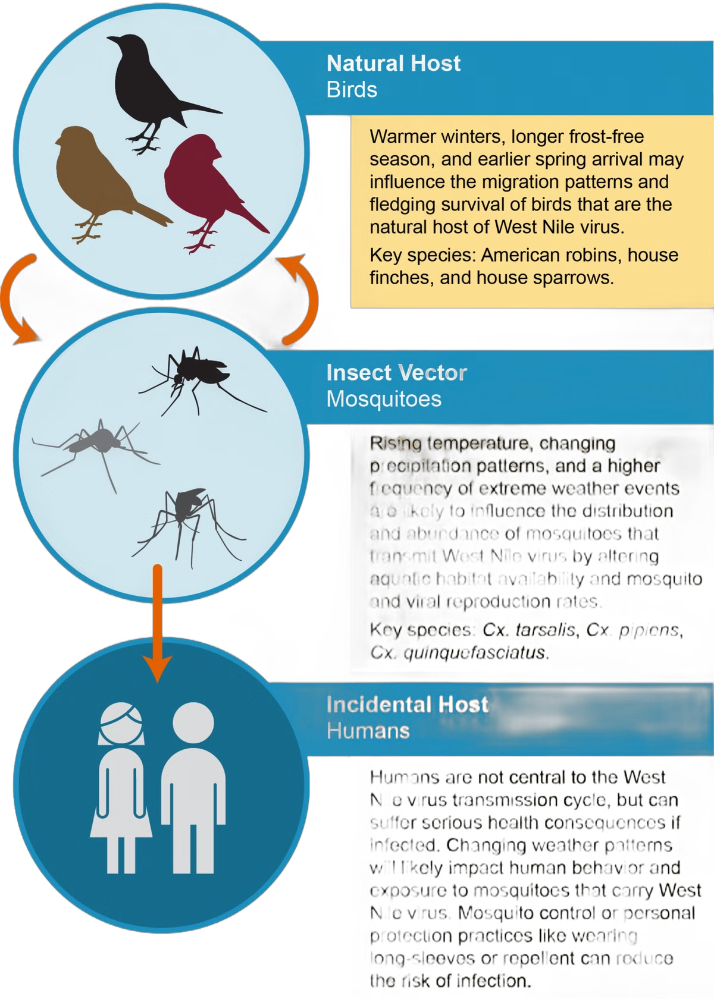 Natural Host
Birds
Warmer winters, longer frost-free
season, and earlier spring arrival may
influence the migration patterns and
fledging survival of birds that are the
natural host of West Nile virus.
Key species: American robins, house
finches, and house sparrows.
Insect Vector
Mosquitoes
Rising temperature, changing
precipitation patterns, and a higher
frequency of extreme weather events
are likely to influence the distribution
and abundance of mosquitoes that
transmit West Nile virus by altering
aquatic habitat availability and mosquito
and viral reproduction rates.
Key species: Cx. tarsalis, Cx. pipiens,
Cx. quinquefasciatus.
Incidental Host
Humans
Humans are not central to the West
Nile virus transmission cycle, but can
suffer serious health consequences if
infected. Changing weather patterns
will likely impact human behavior and
exposure to mosquitoes that carry West
Nile virus. Mosquito control or personal
protection practices like wearing
long-sleeves or repellent can reduce
the risk of infection.